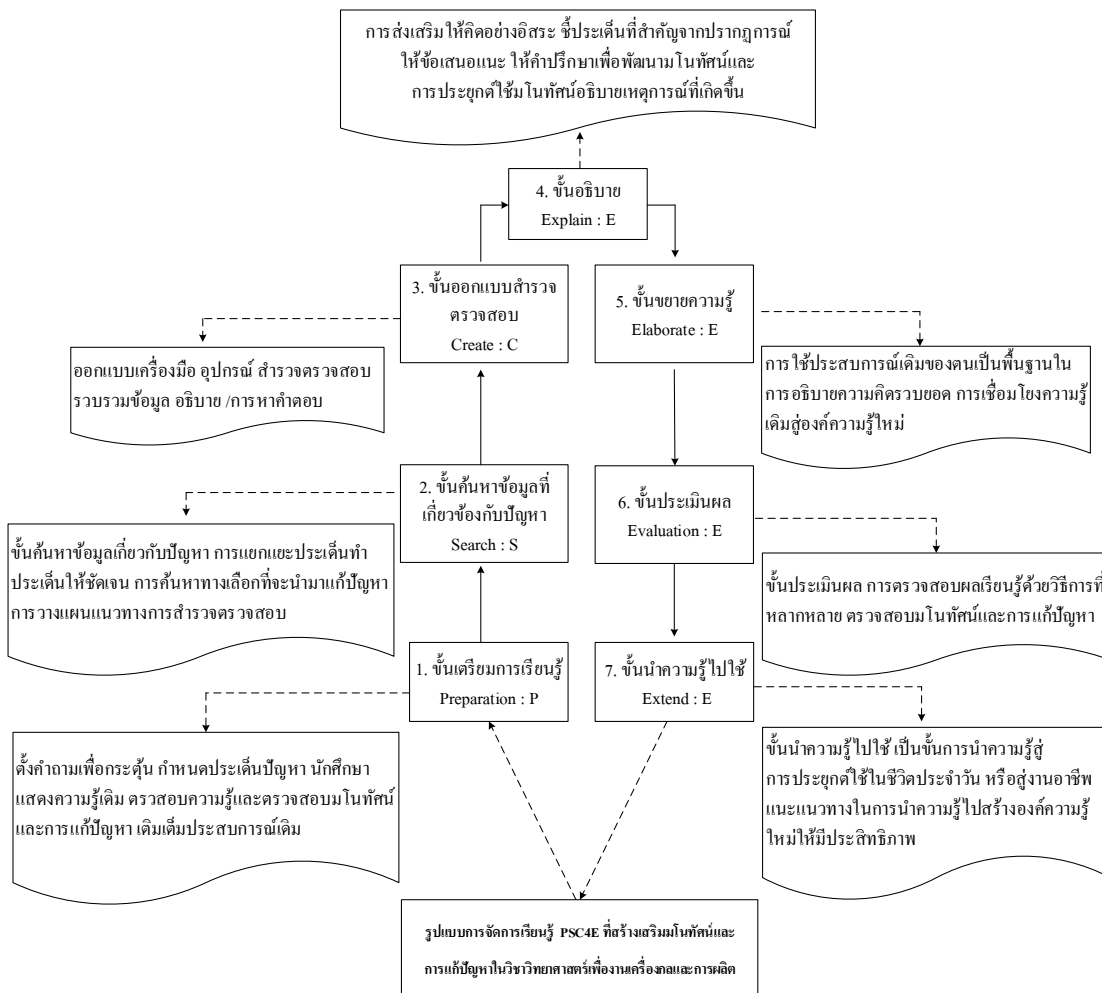 การส่งเสริมให้คิดอย่างอิสระ ชี้ประเด็นที่สำคัญจากปรากฏการณ์
ให้ข้อเสนอแนะ ให้คำปรึกษาเพื่อพัฒนามโนทัศน์และ
การประยุกต์ใช้มโนทัศน์อธิบายเหตุการณ์ที่เกิดขึ้น
4. ขั้นอธิบาย
Explain : E
3. ขั้นออกแบบสำรวจ
ตรวจสอบ
Create : C
5. ขั้นขยายความรู้
Elaborate : E
ออกแบบเครื่องมือ อุปกรณ์ สำรวจตรวจสอบ
รวบรวมข้อมูล อธิบาย /การหาคำตอบ
การใช้ประสบการณ์เดิมของตนเป็นพื้นฐานใน
การอธิบายความคิดรวบยอด การเชื่อมโยงความรู้
เดิมสู่องค์ความรู้ใหม่
2. ขั้นค้นหาข้อมูลที่
เกี่ยวข้องกับปัญหา
Search : S
6. ขั้นประเมินผล
Evaluation : E
ขั้นค้นหาข้อมูลเกี่ยวกับปัญหา การแยกแยะประเด็นทำ
ประเด็นให้ชัดเจน การค้นหาทางเลือกที่จะนำมาแก้ปัญหา
การวางแผนแนวทางการสำรวจตรวจสอบ
ขั้นประเมินผล การตรวจสอบผลเรียนรู้ด้วยวิธีการที่
หลากหลาย ตรวจสอบมโนทัศน์และการแก้ปัญหา
1. ขั้นเตรียมการเรียนรู้
Preparation : P
7. ขั้นนำความรู้ไปใช้
Extend : E
ตั้งคำถามเพื่อกระตุ้น กำหนดประเด็นปัญหา นักศึกษา
แสดงความรู้เดิม ตรวสอบความรู้และตรวจสอบมโนทัศน์
และการแก้ปัญหา เติมเต็มประสบการณ์เดิม
ขั้นนำความรู้ไปใช้ เป็นขั้นการนำความรู้สู่
การประยุกต์ใช้ในชีวิตประจำวัน หรือสู่งานอาชีพ
แนะแนวทางในการนำความรู้ไปสร้างองค์ความรู้
ใหม่ให้มีประสิทธิภาพ
รูปแบบการจัดการเรียนรู้ PSC4E ที่สร้างเสริมมโนทัศน์และ
การแก้ปัญหาในวิชาวิทยาศาสตร์เพื่องานเครื่องกลและการผลิต